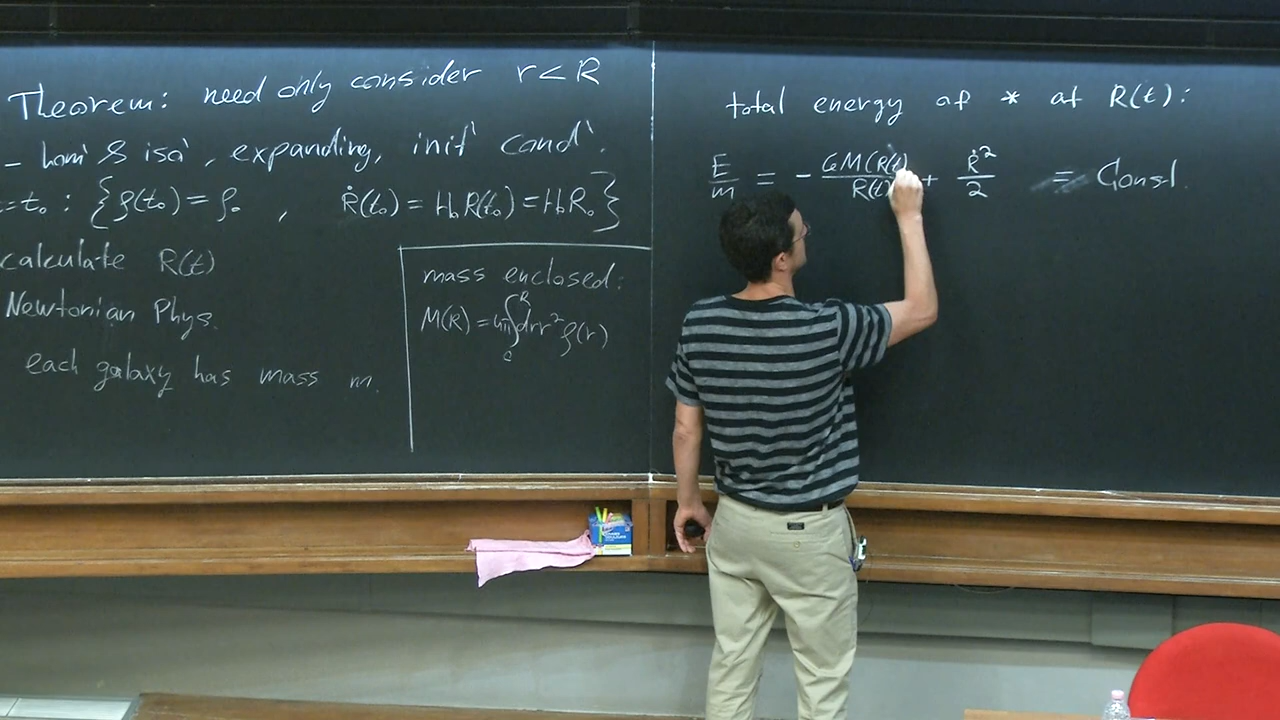 Theorem: need only consider r < R
- hom' & iso', expanding, init' cond'.
=t₀ : {ρ(t₀) = ρ₀ , Ṙ(t₀) = H₀R(t₀) = H₀R₀}
calculate R(t)
Newtonian Phys.
each galaxy has mass m.
mass enclosed:
M(R) = 4π∫₀ᴿ dr r² ρ(r)
total energy of * at R(t):
E/m = - GM(R(t)/R(t) + Ṙ²/2 = Const.